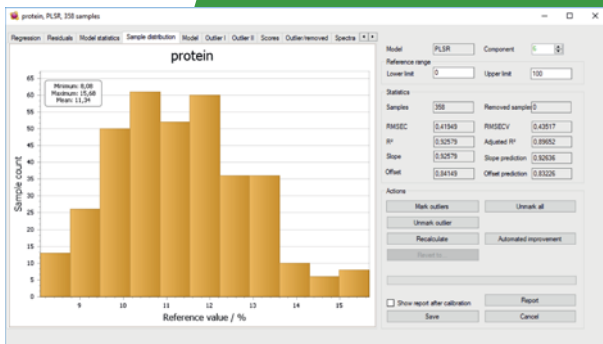 protein, PLSR, 358 samples
Regression Residuals Model statistics Sample distribution Model Outlier I Outlier II Scores Outlier/removed Spectra
protein
Minimum: 8,08
Maximum: 15,68
Mean: 11,34
Sample count
65
60
55
50
45
40
35
30
25
20
15
10
5
0
9 10 11 12 13 14 15
Reference value / %
Model PLSR Component 6
Reference range
Lower limit 0 Upper limit 100
Statistics
Samples 358 Removed samples 0
RMSEC 0,41949 RMSECV 0,43517
R² 0,92579 Adjusted R² 0,89652
Slope 0,92579 Slope prediction 0,92636
Offset 0,84149 Offset prediction 0,83226
Actions
Mark outliers Unmark all
Unmark outlier
Recalculate Automated improvement
Revert to
Show report after calibration Report
Save Cancel